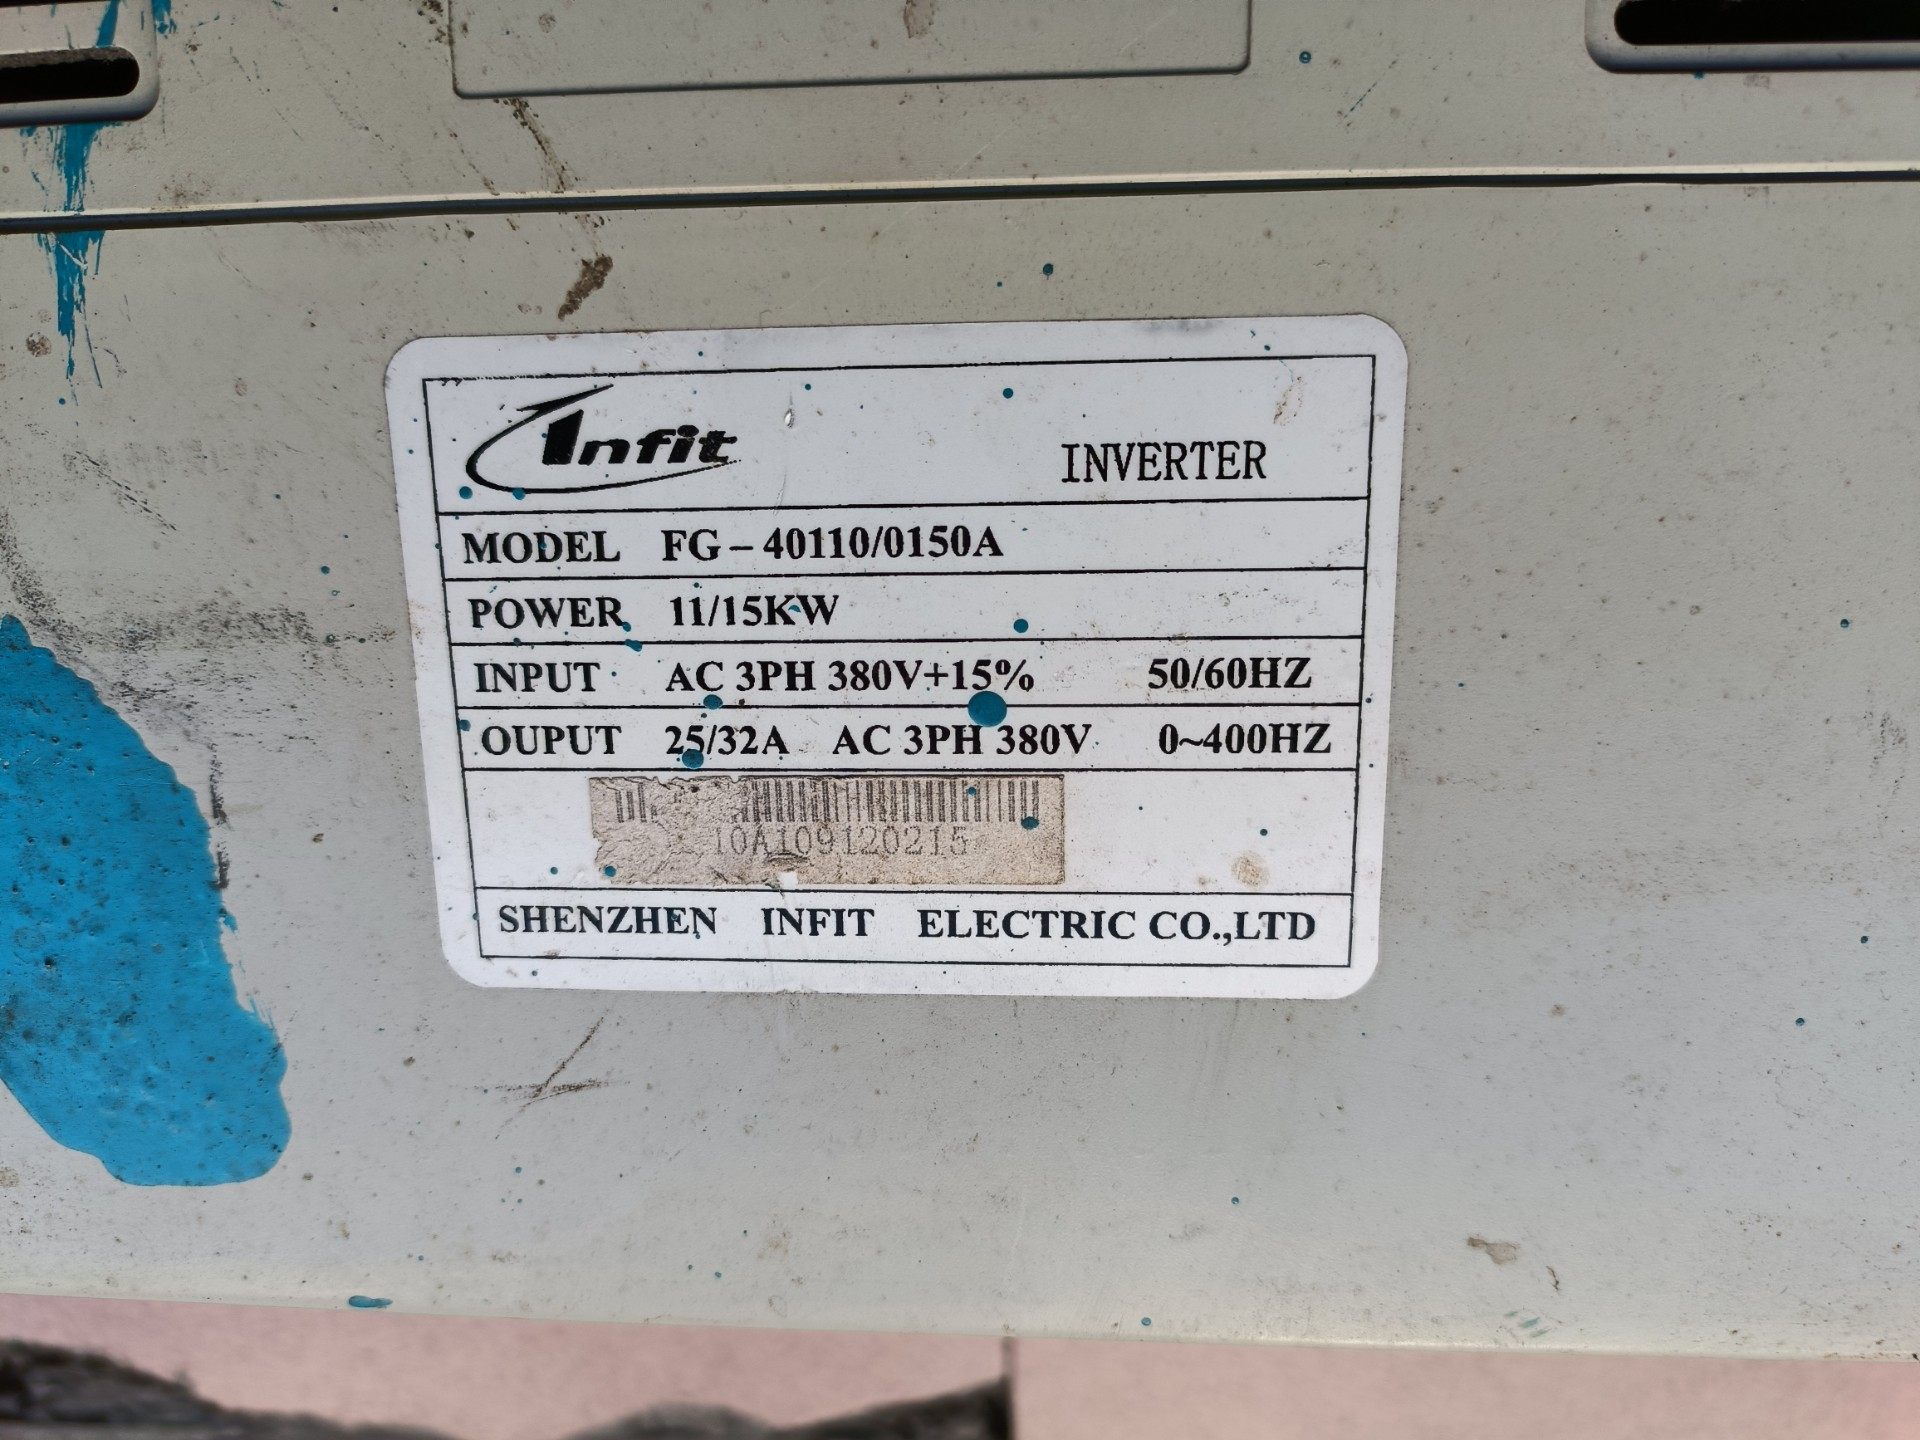 Infit INVERTER
MODEL FG-40110/0150A
POWER 11/15KW
INPUT AC 3PH 380V+15% 50/60HZ
OUPUT 25/32A AC 3PH 380V 0~400HZ
10A109120215
SHENZHEN INFIT ELECTRIC CO.,LTD